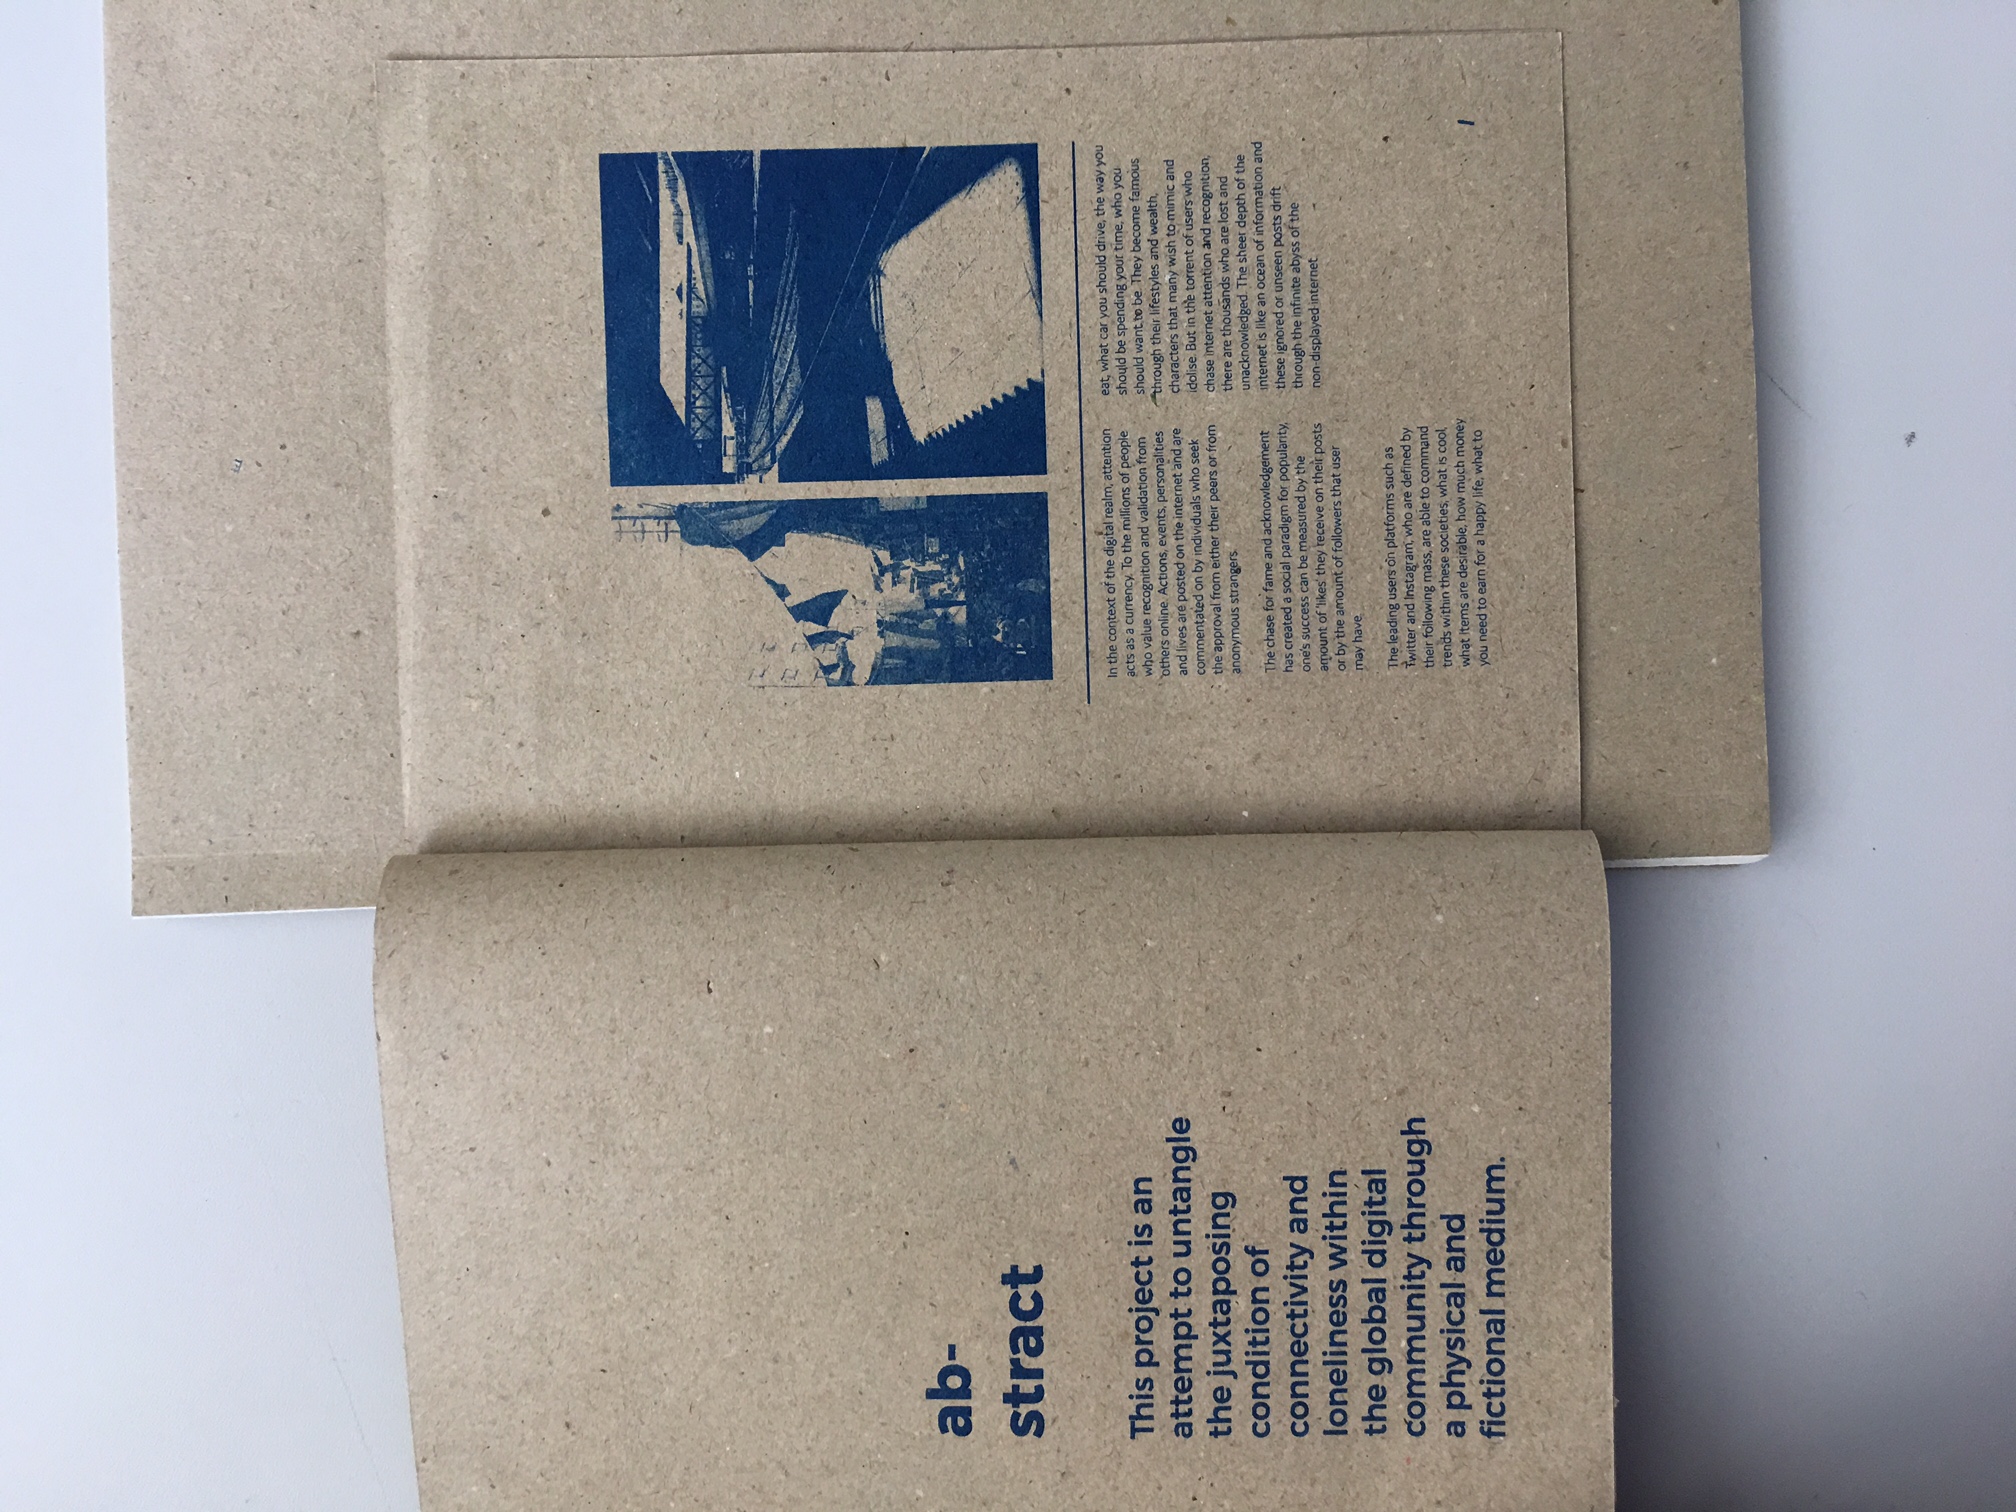 ab-
stract
This project is an
attempt to untangle
the juxtaposing
condition of
connectivity and
loneliness within
the global digital
community through
a physical and
fictional medium.
In the context of the digital realm, attention
acts as a currency. To the millions of people
who value recognition and validation from
others online. Actions, events, personalities
and lives are posted on the internet and are
commentated on by individuals who seek
the approval from either their peers or from
anonymous strangers.
The chase for fame and acknowledgement
has created a social paradigm for popularity,
one's success can be measured by the
amount of 'likes' they receive on their posts
or by the amount of followers that user
may have.
The leading users on platforms such as
Twitter and Instagram, who are defined by
their following mass, are able to command
trends within these societies, what is cool,
what items are desirable, how much money
you need to earn for a happy life, what to
eat, what car you should drive, the way you
should be spending your time, who you
should want to be. They become famous
through their lifestyles and wealth,
characters that many wish to mimic and
idolise. But in the torrent of users who
chase internet attention and recognition,
there are thousands who are lost and
unacknowledged. The sheer depth of the
internet is like an ocean of information and
these ignored or unseen posts drift
through the infinite abyss of the
non-displayed internet.